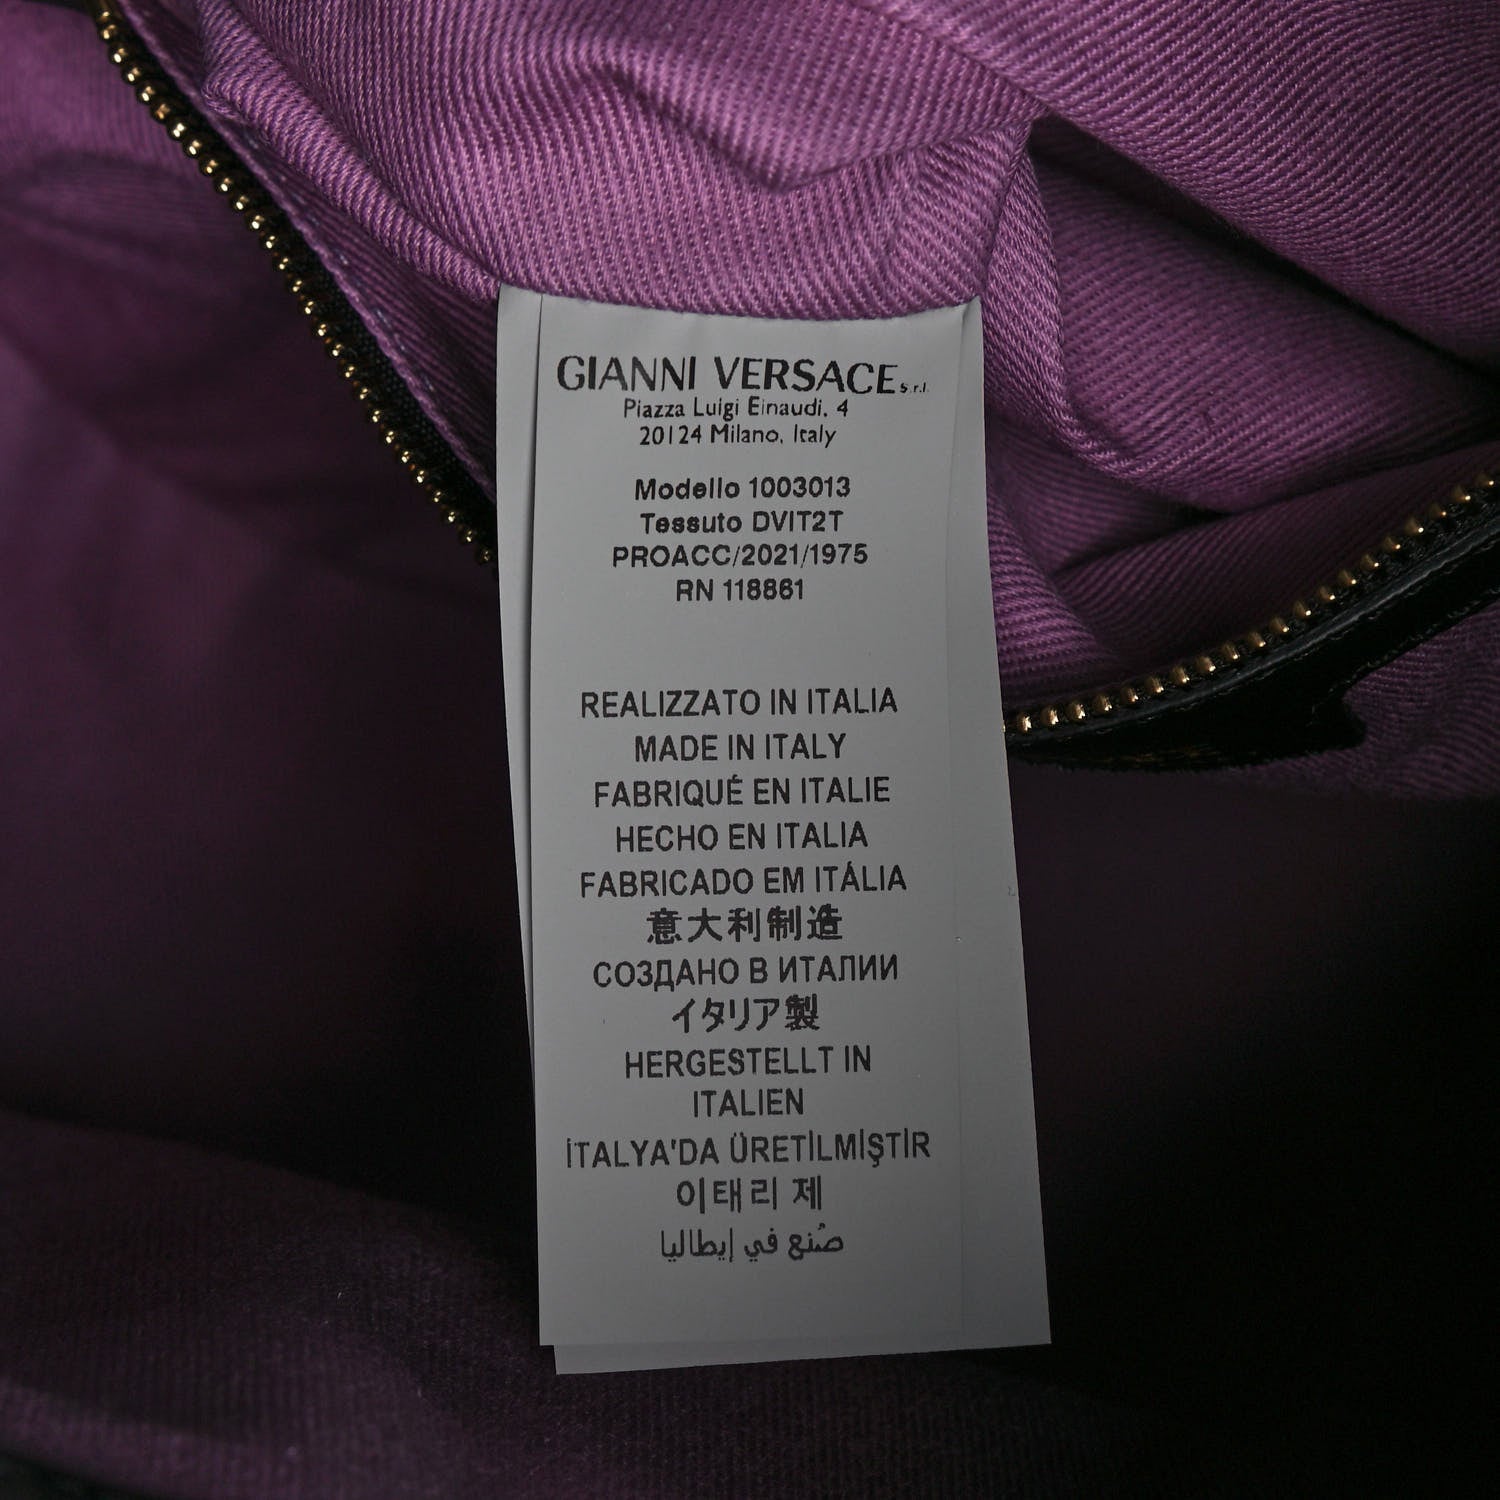 GIANNI VERSACE s.r.l.
Piazza Luigi Einaudi, 4
20124 Milano, Italy
Modello 1003013
Tessuto DVIT2T
PROACC/2021/1975
RN 118861
REALIZZATO IN ITALIA
MADE IN ITALY
FABRIQUÉ EN ITALIE
HECHO EN ITALIA
FABRICADO EM ITÁLIA
意大利制造
СОЗДАНО В ИТАЛИИ
イタリア製
HERGESTELLT IN
ITALIEN
İTALYA'DA ÜRETİLMİŞTİR
이태리 제
صُنع في إيطاليا